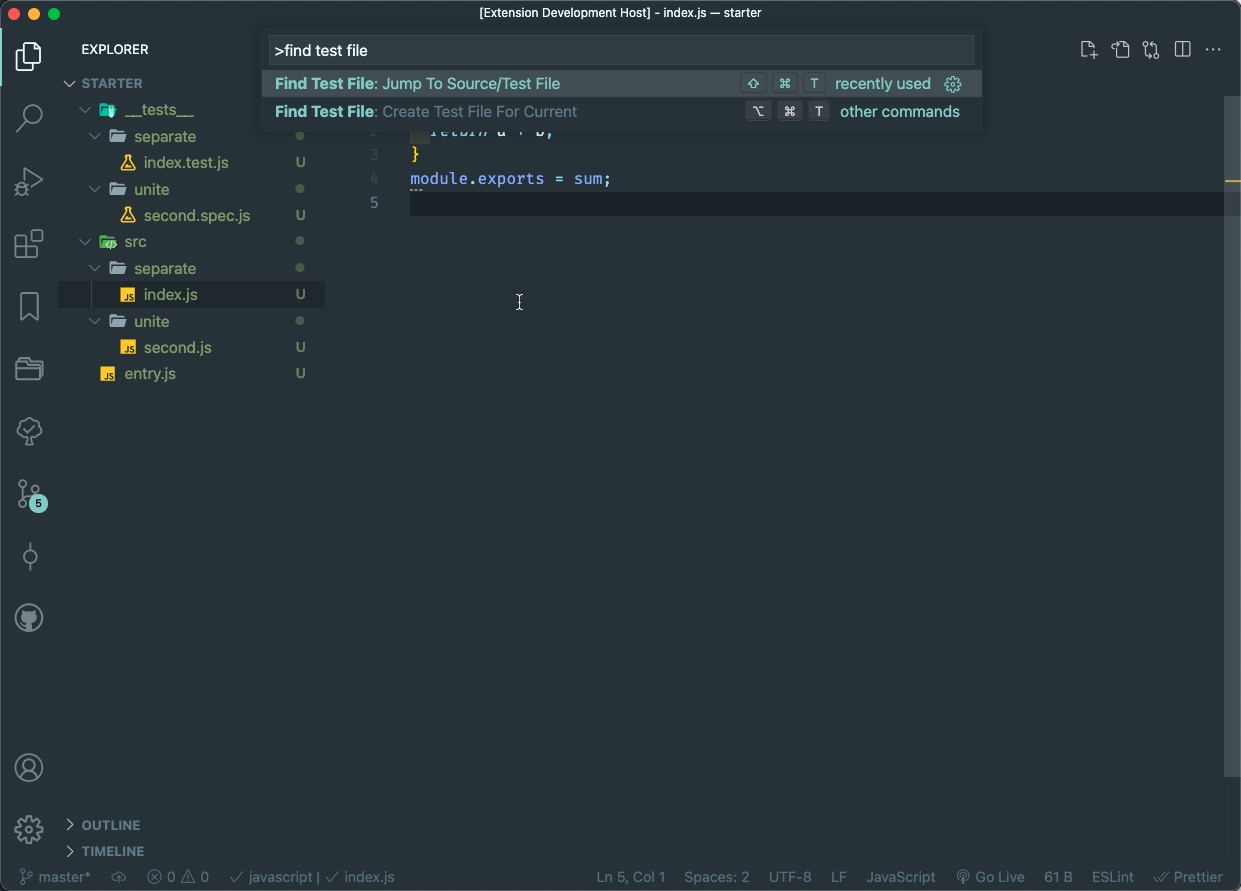 [Extension Development Host] - index.js — starter
EXPLORER
>find test file
STARTER
Find Test File: Jump To Source/Test File ⇧ ⌘ T recently used
__tests__
Find Test File: Create Test File For Current ⌥ ⌘ T other commands
separate
2 return a + b;
index.test.js U
3 }
unite
4 module.exports = sum;
second.spec.js U
5
src
separate
index.js U
unite
second.js U
entry.js U
5
OUTLINE
TIMELINE
master* 0 0 javascript | index.js Ln 5, Col 1 Spaces: 2 UTF-8 LF JavaScript Go Live 61 B ESLint Prettier